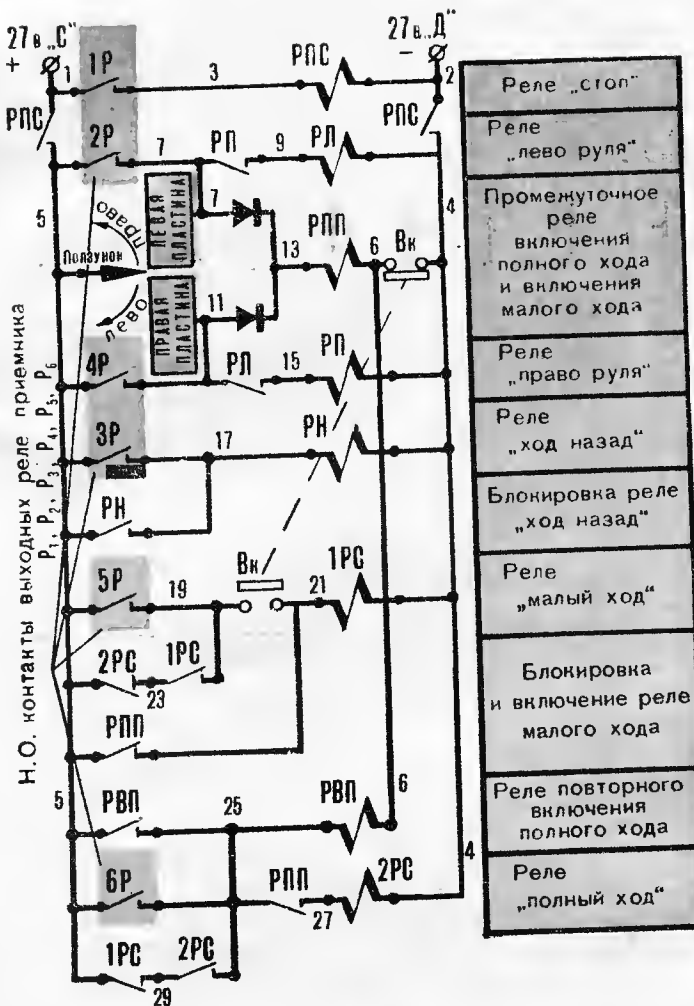 27 в „С"
+
27 в „Д"
−
1
1Р
3
РПС
2
Реле „стоп"
РПС
РПС
2Р
7
РП
9
РЛ
Реле
„лево руля"
5
право
ЛЕВАЯ
ПЛАСТИНА
7
4
Ползунок
13
РПП
6
Вк
Промежуточное
реле
включения
полного хода
и включения
малого хода
лево
ПРАВАЯ
ПЛАСТИНА
11
4Р
РЛ
15
РП
Реле
„право руля"
3Р
17
РН
Реле
„ход назад"
РН
Блокировка реле
„ход назад"
Н.О. контакты выходных реле приемника
Р1, Р2, Р3, Р4, Р5, Р6
5Р
19
Вк
21
1РС
Реле
„малый ход"
2РС
23
1РС
Блокировка
и включение реле
малого хода
РПП
5
РВП
25
РВП
6
4
Реле повторного
включения
полного хода
6Р
РПП
27
2РС
Реле
„полный ход"
1РС
29
2РС